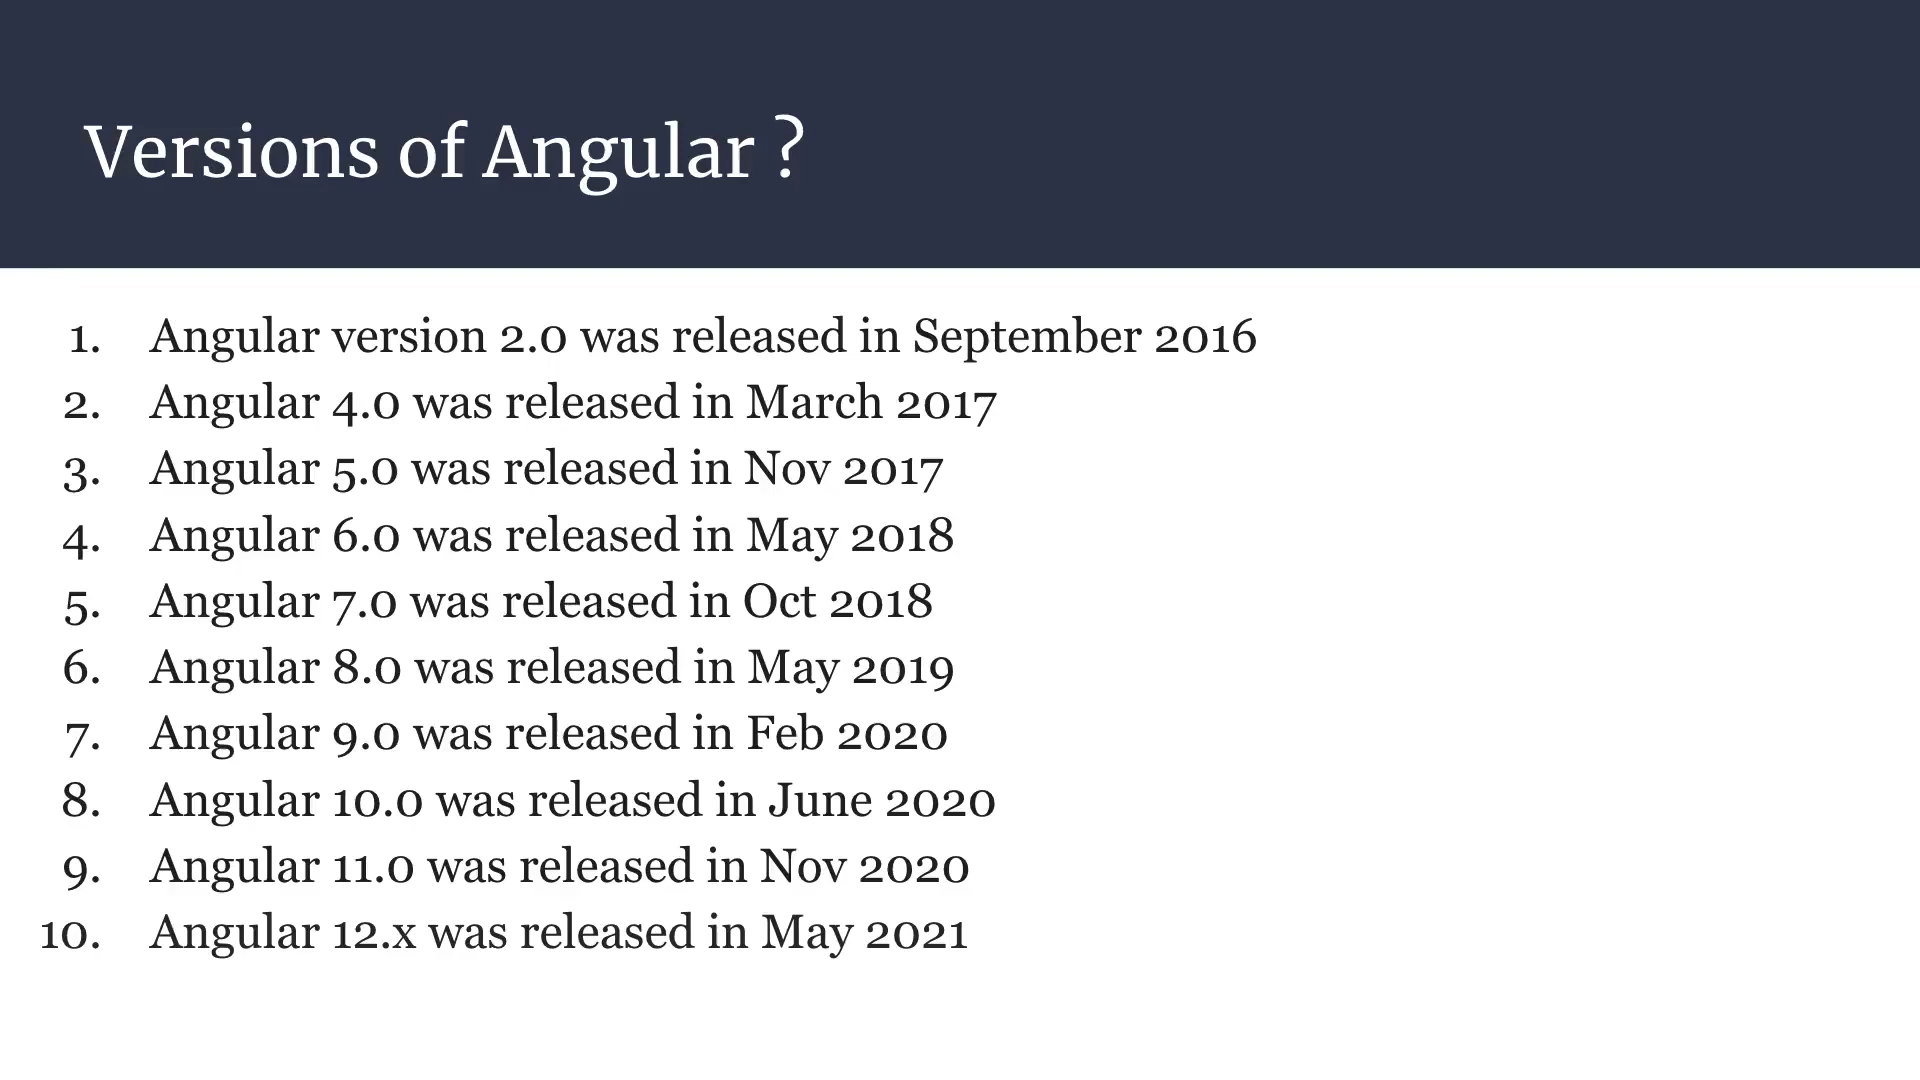 Versions of Angular ?
1. Angular version 2.0 was released in September 2016
2. Angular 4.0 was released in March 2017
3. Angular 5.0 was released in Nov 2017
4. Angular 6.0 was released in May 2018
5. Angular 7.0 was released in Oct 2018
6. Angular 8.0 was released in May 2019
7. Angular 9.0 was released in Feb 2020
8. Angular 10.0 was released in June 2020
9. Angular 11.0 was released in Nov 2020
10. Angular 12.x was released in May 2021